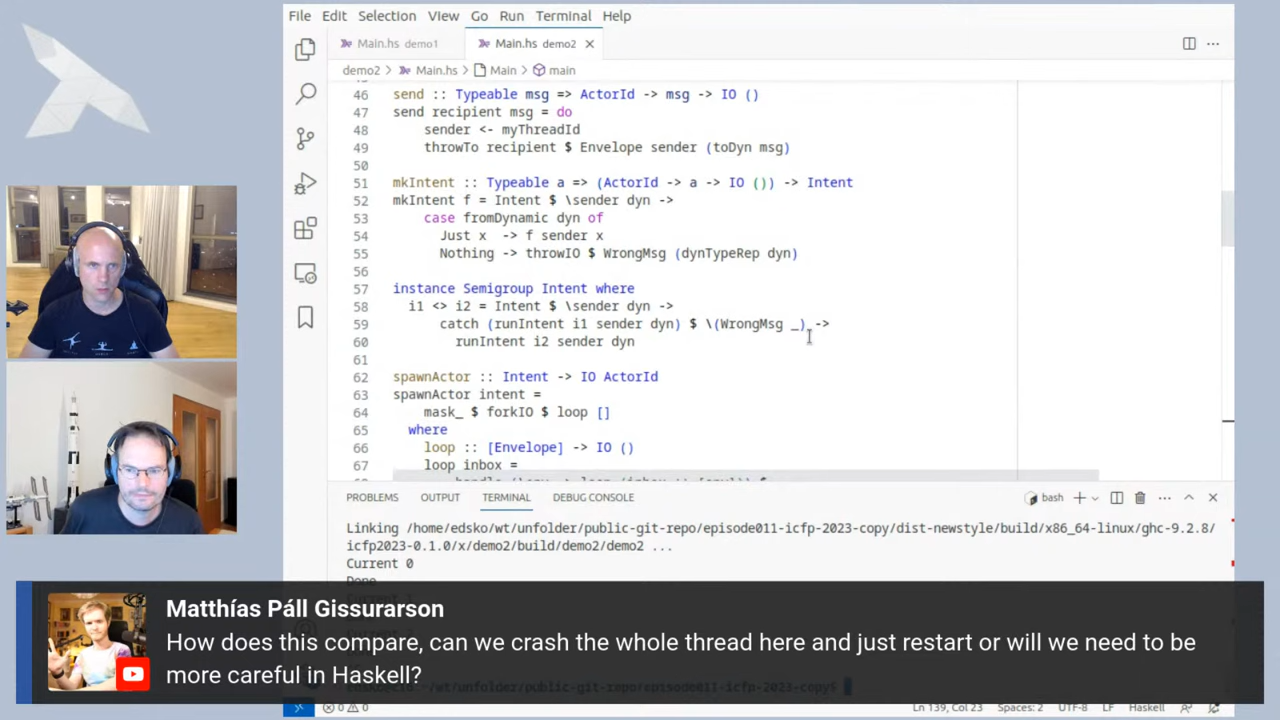 File Edit Selection View Go Run Terminal Help
Main.hs demo1 Main.hs demo2
demo2 > Main.hs > Main > main
46 send :: Typeable msg => ActorId -> msg -> IO ()
47 send recipient msg = do
48 sender <- myThreadId
49 throwTo recipient $ Envelope sender (toDyn msg)
50
51 mkIntent :: Typeable a => (ActorId -> a -> IO ()) -> Intent
52 mkIntent f = Intent $ \sender dyn ->
53 case fromDynamic dyn of
54 Just x -> f sender x
55 Nothing -> throwIO $ WrongMsg (dynTypeRep dyn)
56
57 instance Semigroup Intent where
58 i1 <> i2 = Intent $ \sender dyn ->
59 catch (runIntent i1 sender dyn) $ \(WrongMsg _) ->
60 runIntent i2 sender dyn
61
62 spawnActor :: Intent -> IO ActorId
63 spawnActor intent =
64 mask_ $ forkIO $ loop []
65 where
66 loop :: [Envelope] -> IO ()
67 loop inbox =
PROBLEMS OUTPUT TERMINAL DEBUG CONSOLE bash
Linking /home/edsko/wt/unfolder/public-git-repo/episode011-icfp-2023-copy/dist-newstyle/build/x86_64-linux/ghc-9.2.8/
icfp2023-0.1.0/x/demo2/build/demo2/demo2 ...
Current 0
Done
Matthías Páll Gissurarson
How does this compare, can we crash the whole thread here and just restart or will we need to be
more careful in Haskell?
0 0 Ln 139, Col 23 Spaces: 2 UTF-8 LF Haskell